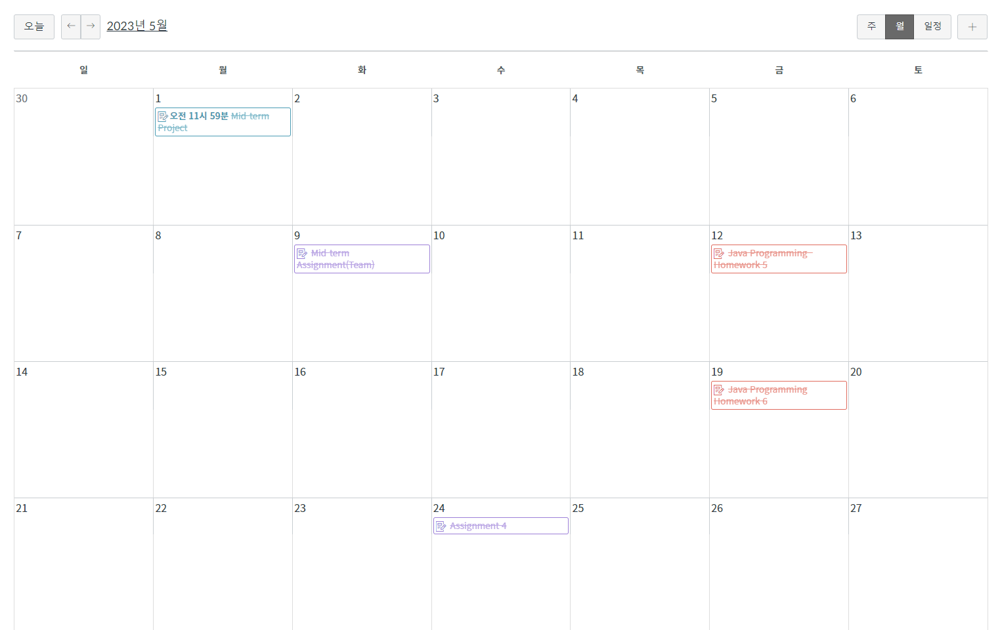 오늘 ← → 2023년 5월 주 월 일정 +
일 월 화 수 목 금 토
30 1 2 3 4 5 6
오전 11시 59분 Mid-term
Project
7 8 9 10 11 12 13
Mid-term Java Programming -
Assignment(Team) Homework 5
14 15 16 17 18 19 20
Java Programming
Homework 6
21 22 23 24 25 26 27
Assignment 4